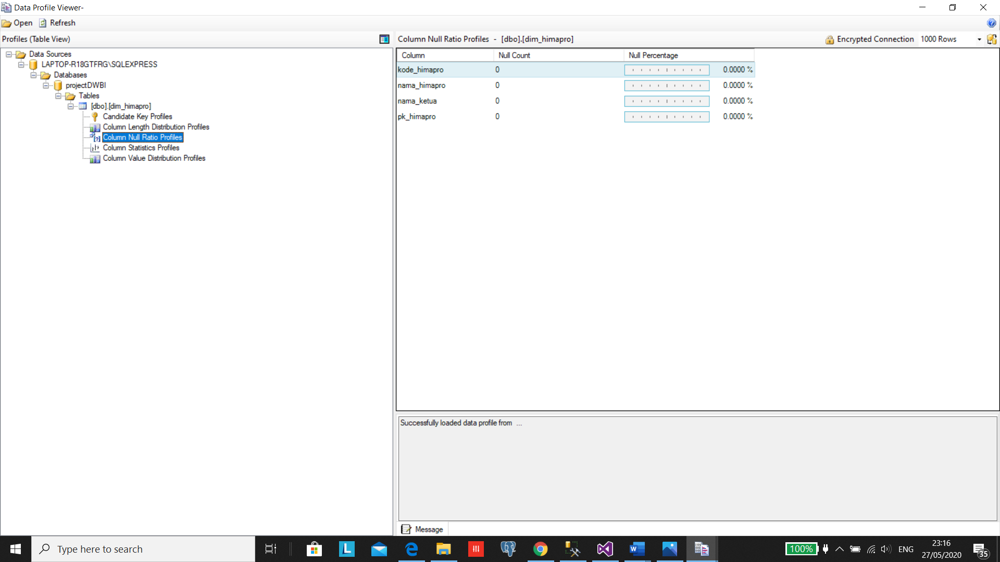 Data Profile Viewer-
Open Refresh
Profiles (Table View)
Data Sources
LAPTOP-R18GTFRG\SQLEXPRESS
Databases
projectDWBI
Tables
[dbo].[dim_himapro]
Candidate Key Profiles
Column Length Distribution Profiles
Column Null Ratio Profiles
Column Statistics Profiles
Column Value Distribution Profiles
Column Null Ratio Profiles - [dbo].[dim_himapro] Encrypted Connection 1000 Rows
Column Null Count Null Percentage
kode_himapro 0 0.0000 %
nama_himapro 0 0.0000 %
nama_ketua 0 0.0000 %
pk_himapro 0 0.0000 %
Successfully loaded data profile from ...
Message
Type here to search
100% ENG 23:16
27/05/2020 35